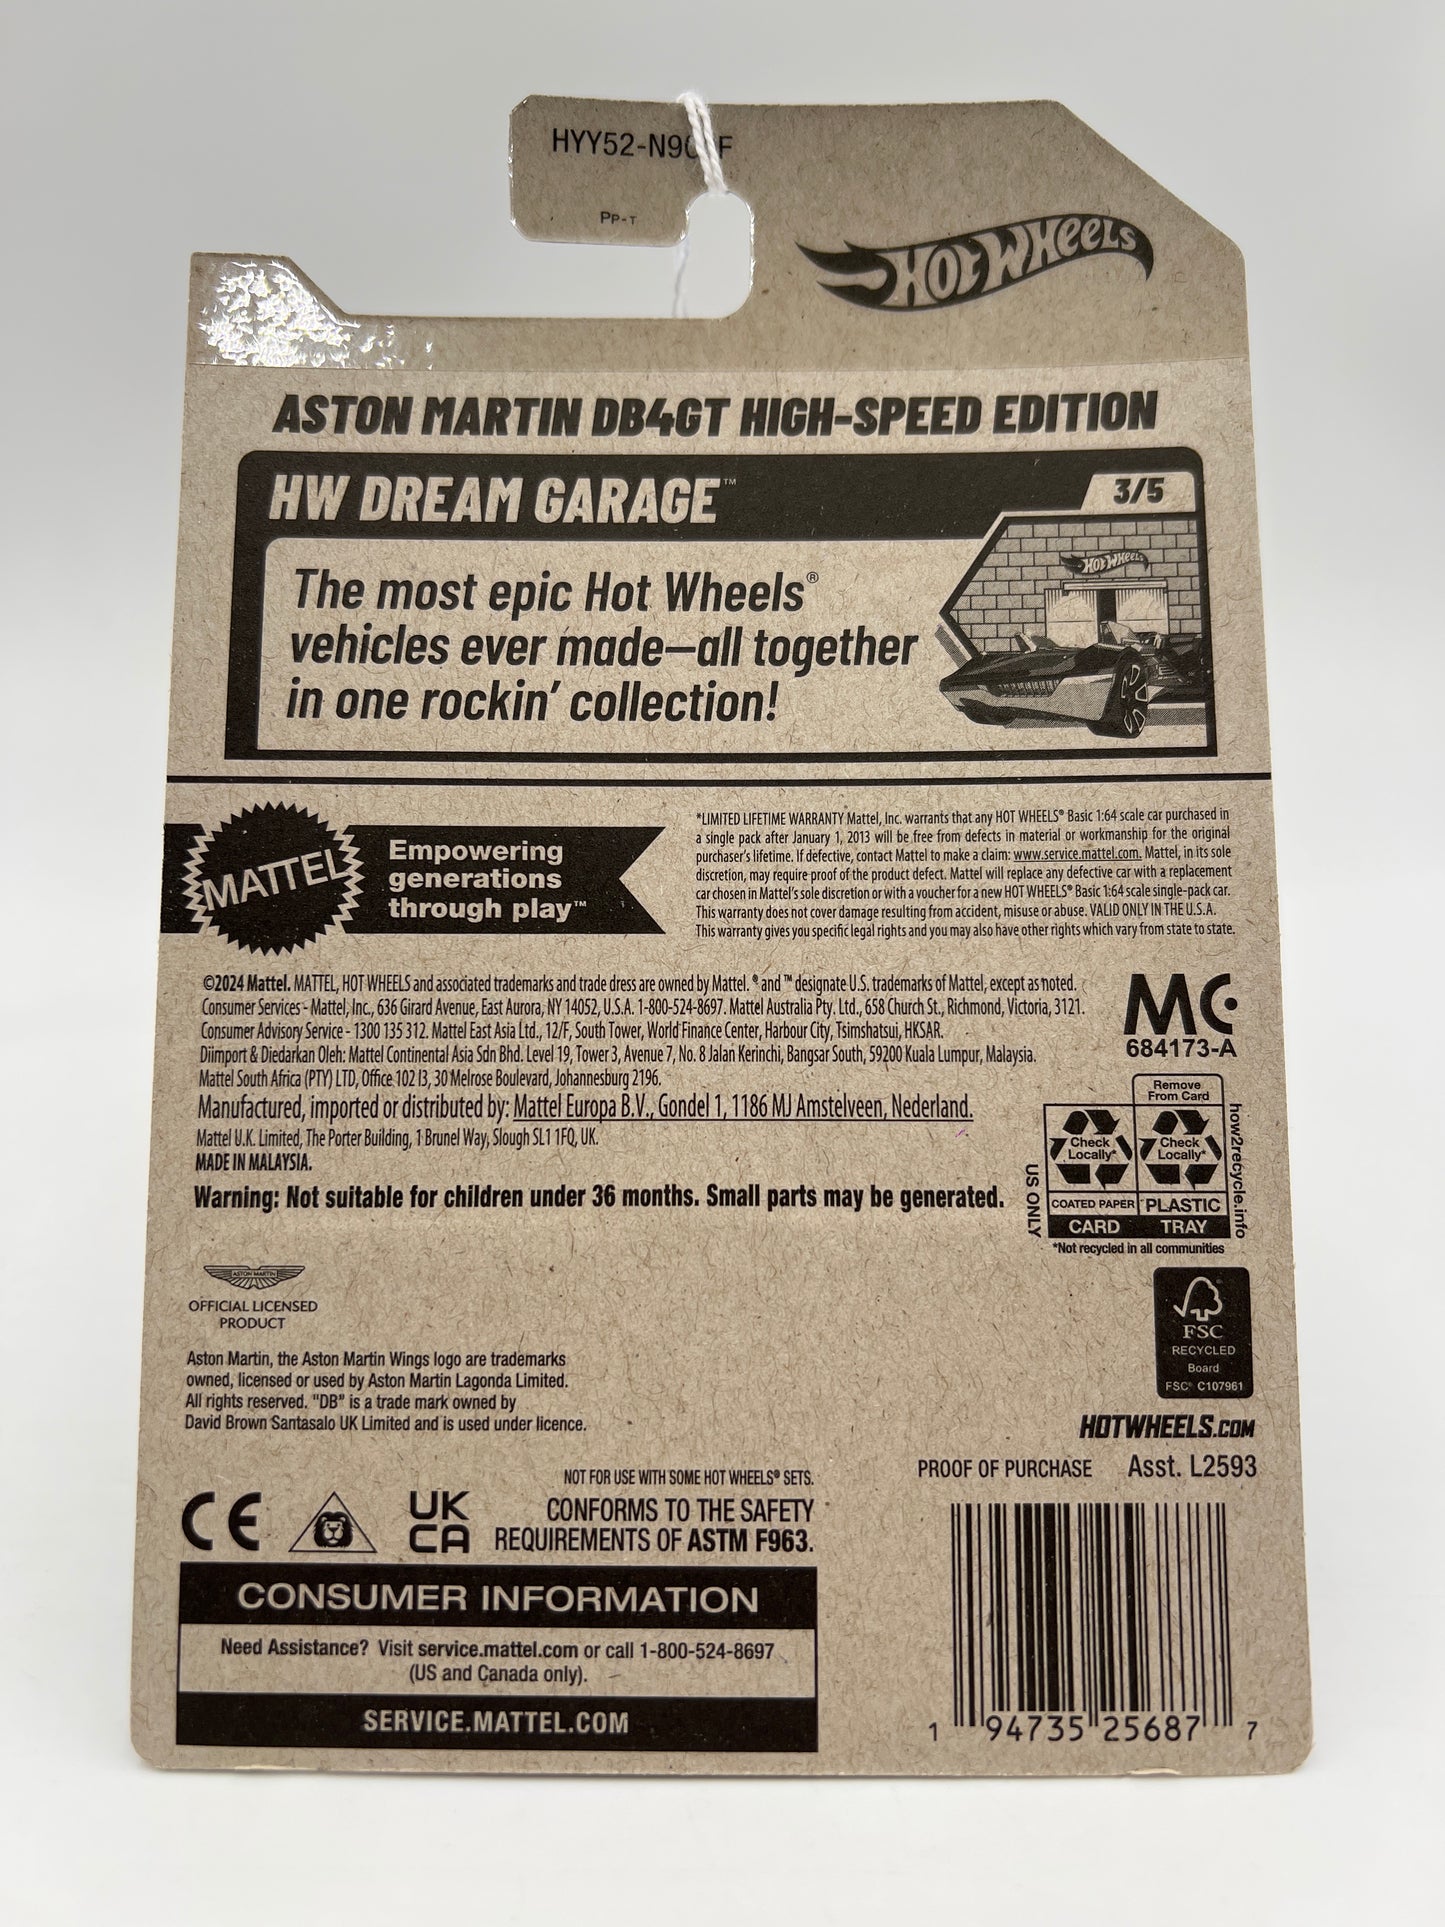 HYY52-N9
PP-T
HOT WHEELS
ASTON MARTIN DB4GT HIGH-SPEED EDITION
HW DREAM GARAGE™
3/5
HOT WHEELS
The most epic Hot Wheels®
vehicles ever made—all together
in one rockin' collection!
MATTEL
Empowering
generations
through play™
*LIMITED LIFETIME WARRANTY Mattel, Inc. warrants that any HOT WHEELS® Basic 1:64 scale car purchased in
a single pack after January 1, 2013 will be free from defects in material or workmanship for the original
purchaser's lifetime. If defective, contact Mattel to make a claim: www.service.mattel.com. Mattel, in its sole
discretion, may require proof of the product defect. Mattel will replace any defective car with a replacement
car chosen in Mattel's sole discretion or with a voucher for a new HOT WHEELS® Basic 1:64 scale single-pack car.
This warranty does not cover damage resulting from accident, misuse or abuse. VALID ONLY IN THE U.S.A.
This warranty gives you specific legal rights and you may also have other rights which vary from state to state.
©2024 Mattel. MATTEL, HOT WHEELS and associated trademarks and trade dress are owned by Mattel. ® and ™ designate U.S. trademarks of Mattel, except as noted.
Consumer Services - Mattel, Inc., 636 Girard Avenue, East Aurora, NY 14052, U.S.A. 1-800-524-8697. Mattel Australia Pty. Ltd., 658 Church St., Richmond, Victoria, 3121.
Consumer Advisory Service - 1300 135 312. Mattel East Asia Ltd., 12/F, South Tower, World Finance Center, Harbour City, Tsimshatsui, HKSAR.
Diimport & Diedarkan Oleh: Mattel Continental Asia Sdn Bhd. Level 19, Tower 3, Avenue 7, No. 8 Jalan Kerinchi, Bangsar South, 59200 Kuala Lumpur, Malaysia.
Mattel South Africa (PTY) LTD, Office 102 I3, 30 Melrose Boulevard, Johannesburg 2196.
Manufactured, imported or distributed by: Mattel Europa B.V., Gondel 1, 1186 MJ Amstelveen, Nederland.
Mattel U.K. Limited, The Porter Building, 1 Brunel Way, Slough SL1 1FQ, UK.
MADE IN MALAYSIA.
Warning: Not suitable for children under 36 months. Small parts may be generated.
MC
684173-A
Remove
From Card
Check
Locally*
Check
Locally*
COATED PAPER
PLASTIC
CARD
TRAY
US ONLY
how2recycle.info
*Not recycled in all communities
ASTON MARTIN
OFFICIAL LICENSED
PRODUCT
FSC
RECYCLED
Board
FSC® C107961
Aston Martin, the Aston Martin Wings logo are trademarks
owned, licensed or used by Aston Martin Lagonda Limited.
All rights reserved. "DB" is a trade mark owned by
David Brown Santasalo UK Limited and is used under licence.
HOTWHEELS.COM
PROOF OF PURCHASE
Asst. L2593
NOT FOR USE WITH SOME HOT WHEELS® SETS.
CE
UK
CA
CONFORMS TO THE SAFETY
REQUIREMENTS OF ASTM F963.
CONSUMER INFORMATION
Need Assistance? Visit service.mattel.com or call 1-800-524-8697
(US and Canada only).
SERVICE.MATTEL.COM
1 94735 25687 7